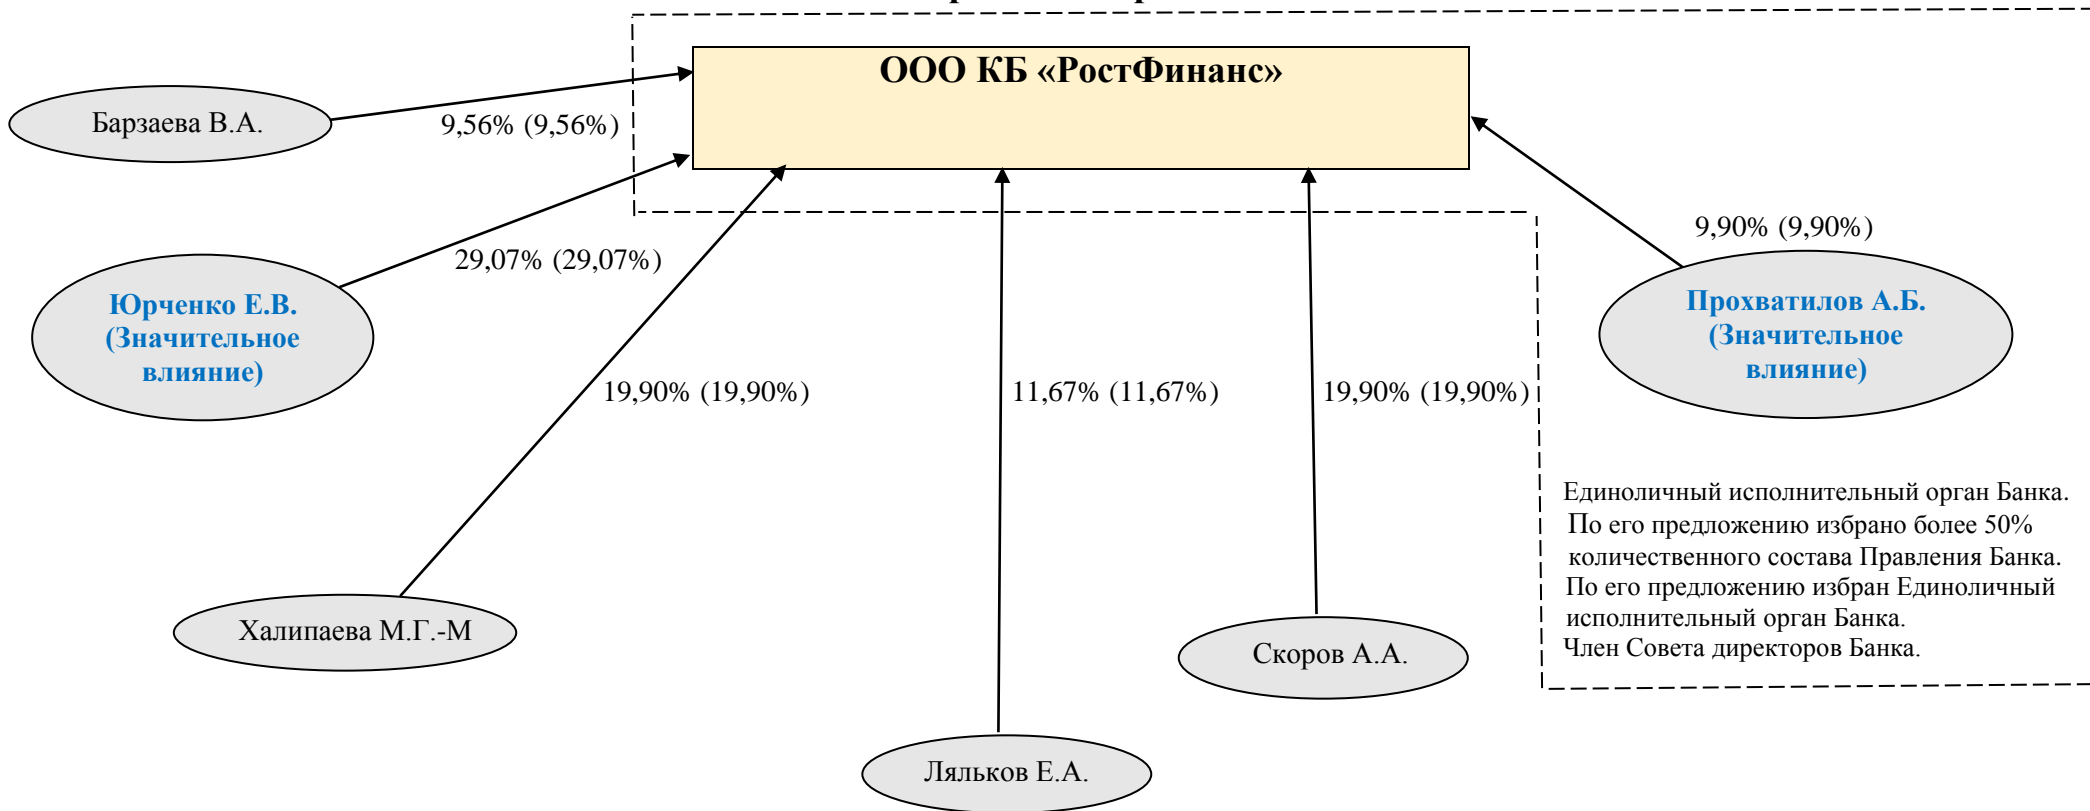 ООО КБ «РостФинанс»
Барзаева В.А.
9,56% (9,56%)
9,90% (9,90%)
29,07% (29,07%)
Юрченко Е.В.
(Значительное
влияние)
Прохватилов А.Б.
(Значительное
влияние)
19,90% (19,90%)
11,67% (11,67%)
19,90% (19,90%)
Единоличный исполнительный орган Банка.
По его предложению избрано более 50%
количественного состава Правления Банка.
По его предложению избран Единоличный
исполнительный орган Банка.
Член Совета директоров Банка.
Халипаева М.Г.-М
Скоров А.А.
Ляльков Е.А.